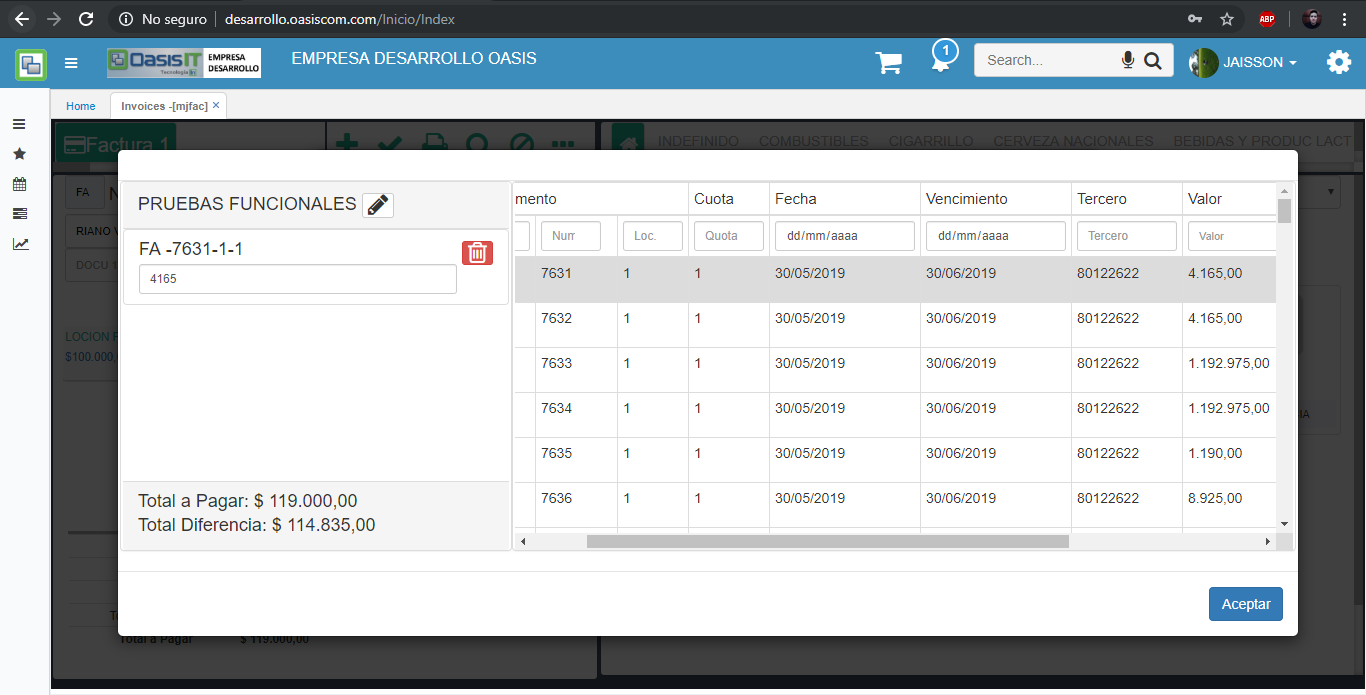 No seguro | desarrollo.oasiscom.com/Inicio/Index
ABP
OasisIT
Tecnología
EMPRESA
DESARROLLO
EMPRESA DESARROLLO OASIS
1
Search...
JAISSON
Home
Invoices -[mjfac] ×
Factura 1
INDEFINIDO COMBUSTIBLES CIGARRILLO CERVEZA NACIONALES BEBIDAS Y PRODUC LACT
FA
RIANO
DOCU
LOCION
$100.000,
PRUEBAS FUNCIONALES
FA -7631-1-1
4165
Total a Pagar: $ 119.000,00
Total Diferencia: $ 114.835,00
mento Cuota Fecha Vencimiento Tercero Valor
Num Loc. Quota dd/mm/aaaa dd/mm/aaaa Tercero Valor
7631 1 1 30/05/2019 30/06/2019 80122622 4.165,00
7632 1 1 30/05/2019 30/06/2019 80122622 4.165,00
7633 1 1 30/05/2019 30/06/2019 80122622 1.192.975,00
7634 1 1 30/05/2019 30/06/2019 80122622 1.192.975,00
7635 1 1 30/05/2019 30/06/2019 80122622 1.190,00
7636 1 1 30/05/2019 30/06/2019 80122622 8.925,00
Aceptar
Total a Pagar $ 119.000,00